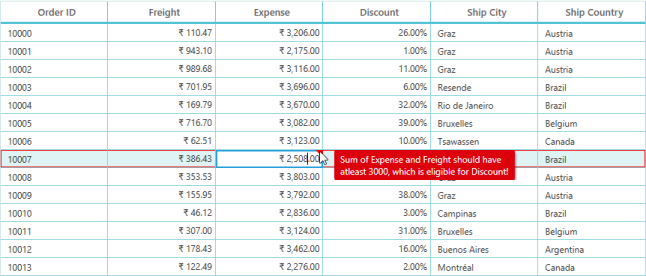 Order ID Freight Expense Discount Ship City Ship Country
10000 ₹ 110.47 ₹ 3,206.00 26.00% Graz Austria
10001 ₹ 943.10 ₹ 2,175.00 1.00% Graz Austria
10002 ₹ 989.68 ₹ 3,116.00 11.00% Graz Austria
10003 ₹ 701.95 ₹ 3,696.00 6.00% Resende Brazil
10004 ₹ 169.79 ₹ 3,670.00 32.00% Rio de Janeiro Brazil
10005 ₹ 716.70 ₹ 3,082.00 39.00% Bruxelles Belgium
10006 ₹ 62.51 ₹ 3,123.00 10.00% Tsawassen Canada
10007 ₹ 386.43 ₹ 2,508.00 Sum of Expense and Freight should have Brazil
atleast 3000, which is eligible for Discount!
10008 ₹ 353.53 ₹ 3,803.00 Austria
10009 ₹ 155.95 ₹ 3,792.00 38.00% Graz Austria
10010 ₹ 46.12 ₹ 2,836.00 3.00% Campinas Brazil
10011 ₹ 307.00 ₹ 3,124.00 31.00% Bruxelles Belgium
10012 ₹ 178.43 ₹ 3,462.00 16.00% Buenos Aires Argentina
10013 ₹ 122.49 ₹ 2,276.00 2.00% Montréal Canada